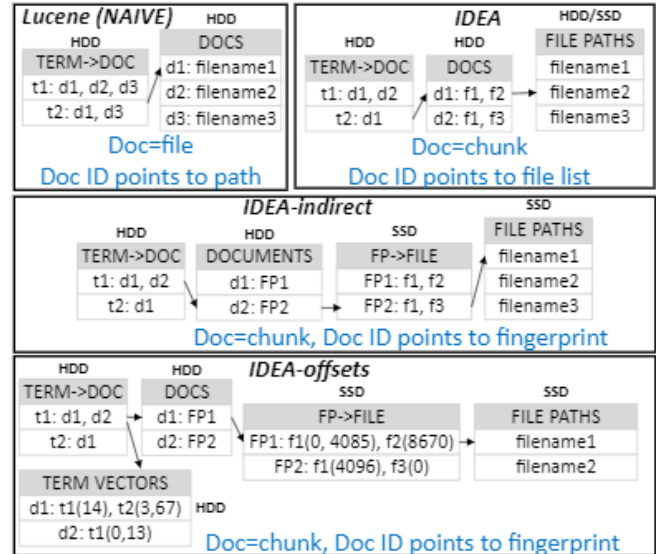 Lucene (NAIVE)
HDD
HDD
DOCS
TERM->DOC
d1: filename1
t1: d1, d2, d3
d2: filename2
t2: d1, d3
d3: filename3
Doc=file
Doc ID points to path
IDEA
HDD/SSD
HDD
HDD
FILE PATHS
TERM->DOC
DOCS
filename1
t1: d1, d2
d1: f1, f2
filename2
t2: d1
d2: f1, f3
filename3
Doc=chunk
Doc ID points to file list
IDEA-indirect
SSD
HDD
HDD
SSD
FILE PATHS
TERM->DOC
DOCUMENTS
FP->FILE
filename1
t1: d1, d2
d1: FP1
FP1: f1, f2
filename2
t2: d1
d2: FP2
FP2: f1, f3
filename3
Doc=chunk, Doc ID points to fingerprint
IDEA-offsets
HDD
HDD
SSD
SSD
TERM->DOC
DOCS
FP->FILE
FILE PATHS
t1: d1, d2
d1: FP1
FP1: f1(0, 4085), f2(8670)
filename1
t2: d1
d2: FP2
FP2: f1(4096), f3(0)
filename2
TERM VECTORS
d1: t1(14), t2(3,67)
HDD
d2: t1(0,13)
Doc=chunk, Doc ID points to fingerprint